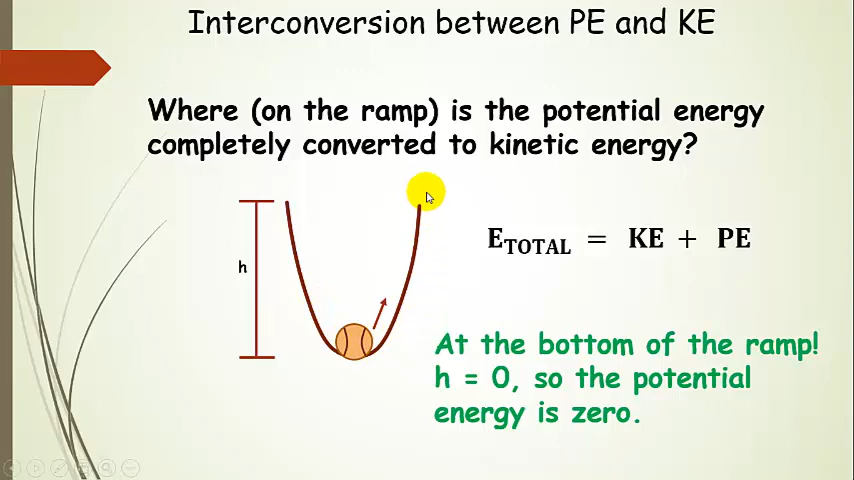 Interconversion between PE and KE
Where (on the ramp) is the potential energy
completely converted to kinetic energy?
h
E_TOTAL = KE + PE
At the bottom of the ramp!
h = 0, so the potential
energy is zero.